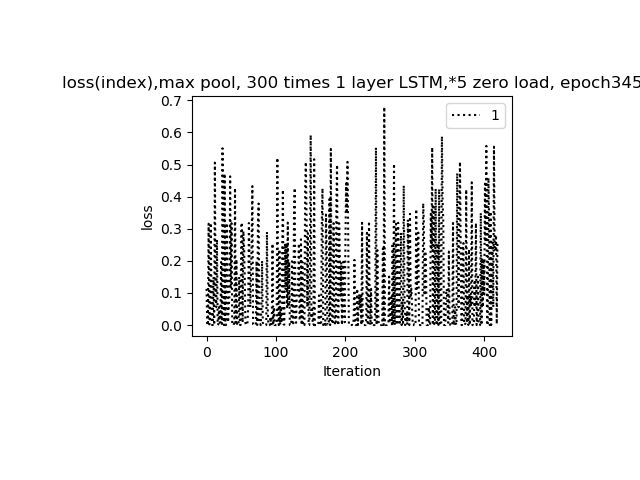 loss(index),max pool, 300 times 1 layer LSTM,*5 zero load, epoch345
0.7
0.6
0.5
0.4
0.3
0.2
0.1
0.0
loss
1
0 100 200 300 400
Iteration